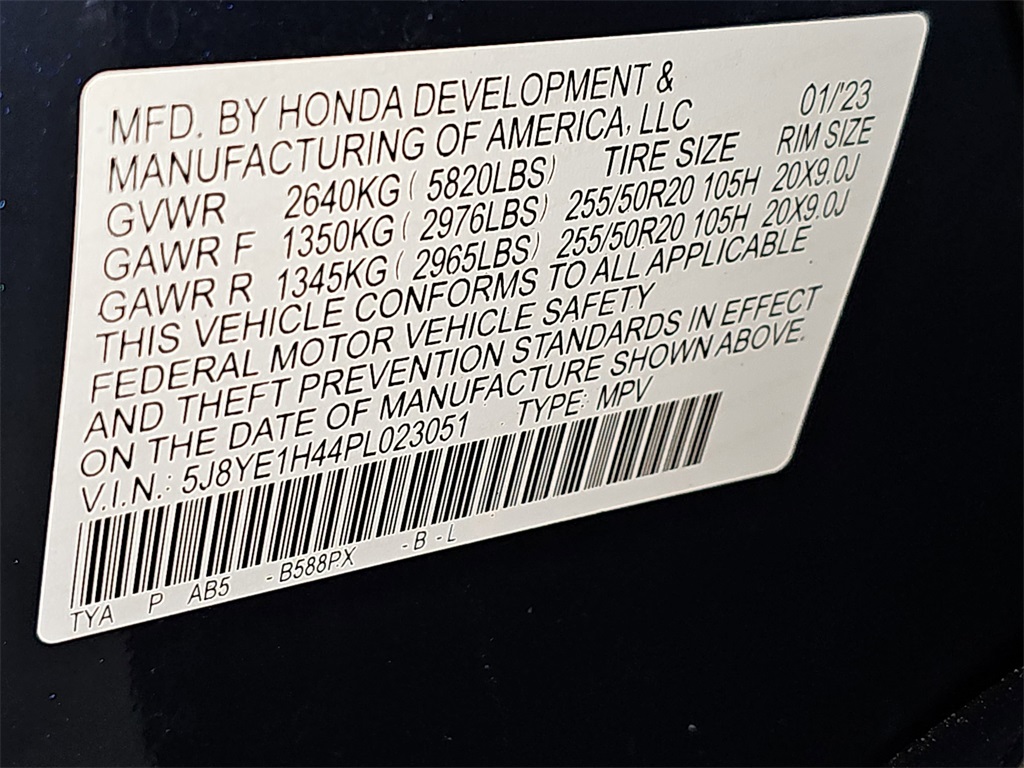 MFD. BY HONDA DEVELOPMENT & 01/'23
MANUFACTURING OF AMERICA, LLC
GVWR 2640KG ( 5820LBS) TIRE SIZE RIM SIZE
GAWR F 1350KG ( 2976LBS) 255/50R20 105H 20X9.0J
GAWR R 1345KG ( 2965LBS) 255/50R20 105H 20X9.0J
THIS VEHICLE CONFORMS TO ALL APPLICABLE
FEDERAL MOTOR VEHICLE SAFETY
AND THEFT PREVENTION STANDARDS IN EFFECT
ON THE DATE OF MANUFACTURE SHOWN ABOVE.
V.I.N.: 5J8YE1H44PL023051 TYPE: MPV
TYA P AB5 - B588PX - B - L